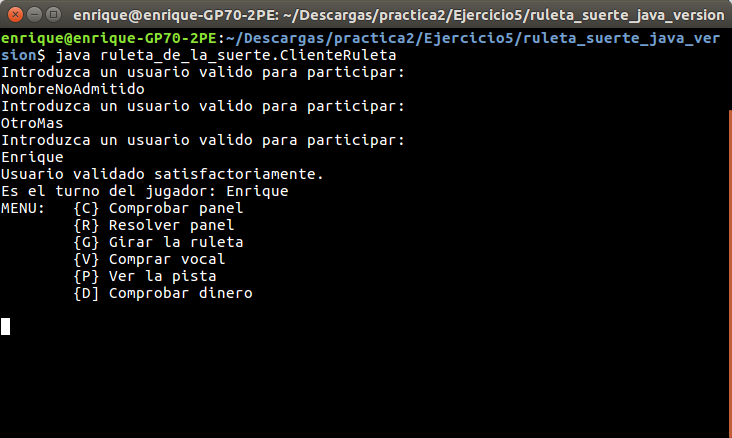 enrique@enrique-GP70-2PE: ~/Descargas/practica2/Ejercicio5/ruleta_suerte_java_version
enrique@enrique-GP70-2PE:~/Descargas/practica2/Ejercicio5/ruleta_suerte_java_ver
sion$ java ruleta_de_la_suerte.ClienteRuleta
Introduzca un usuario valido para participar:
NombreNoAdmitido
Introduzca un usuario valido para participar:
OtroMas
Introduzca un usuario valido para participar:
Enrique
Usuario validado satisfactoriamente.
Es el turno del jugador: Enrique
MENU:   {C} Comprobar panel
        {R} Resolver panel
        {G} Girar la ruleta
        {V} Comprar vocal
        {P} Ver la pista
        {D] Comprobar dinero